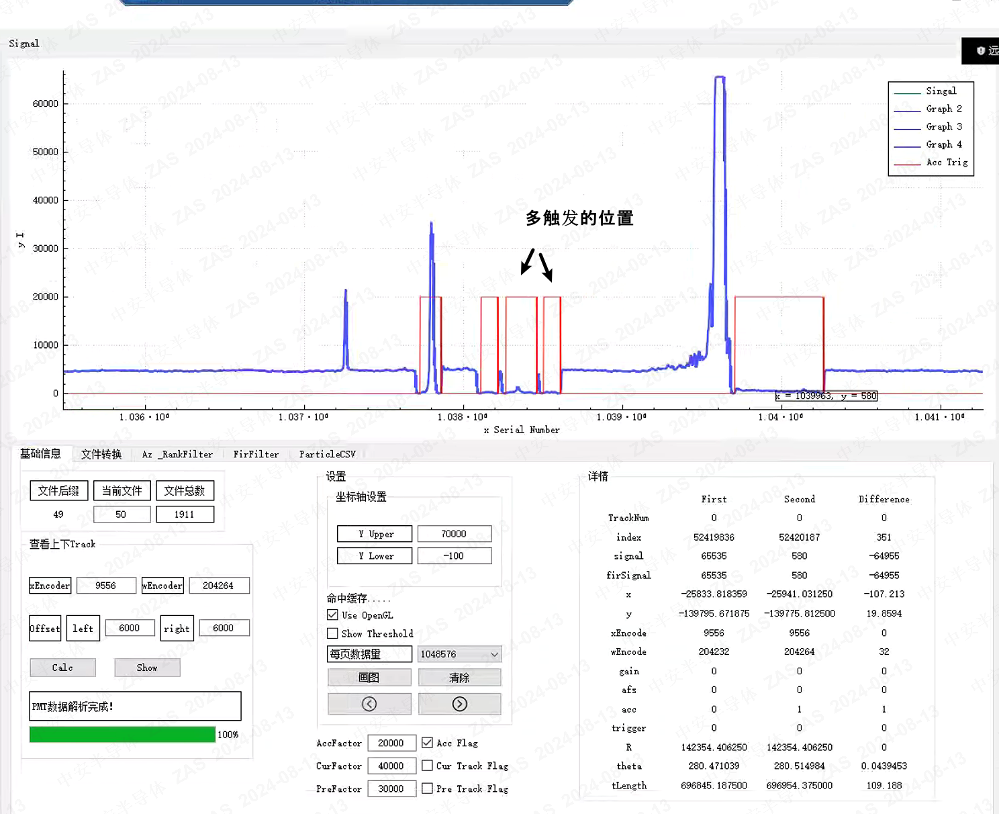 Signal
远
60000
50000
40000
30000
20000
10000
0
y I
Singal
Graph 2
Graph 3
Graph 4
Acc Trig
多触发的位置
x = 1039963, y = 580
1.036·10⁶ 1.037·10⁶ 1.038·10⁶ 1.039·10⁶ 1.04·10⁶ 1.041·10⁶
x Serial Number
基础信息 文件转换 Az _RankFilter FirFilter ParticleCSV
文件后缀 当前文件 文件总数
49 50 1911
查看上下Track
xEncoder 9556 wEncoder 204264
Offset left 6000 right 6000
Calc Show
PMT数据解析完成!
100%
设置
坐标轴设置
Y Upper 70000
Y Lower -100
命中缓存.....
Use OpenGL
Show Threshold
每页数据量 1048576
画图 清除
AccFactor 20000 Acc Flag
CurFactor 40000 Cur Track Flag
PreFactor 30000 Pre Track Flag
详情
First Second Difference
TrackNum 0 0 0
index 52419836 52420187 351
signal 65535 580 -64955
firSignal 65535 580 -64955
x -25833.818359 -25941.031250 -107.213
y -139795.671875 -139775.812500 19.8594
xEncode 9556 9556 0
wEncode 204232 204264 32
gain 0 0 0
afs 0 0 0
acc 0 1 1
trigger 0 0 0
R 142354.406250 142354.406250 0
theta 280.471039 280.514984 0.0439453
tLength 696845.187500 696954.375000 109.188
中安半导体 ZAS 2024-08-13